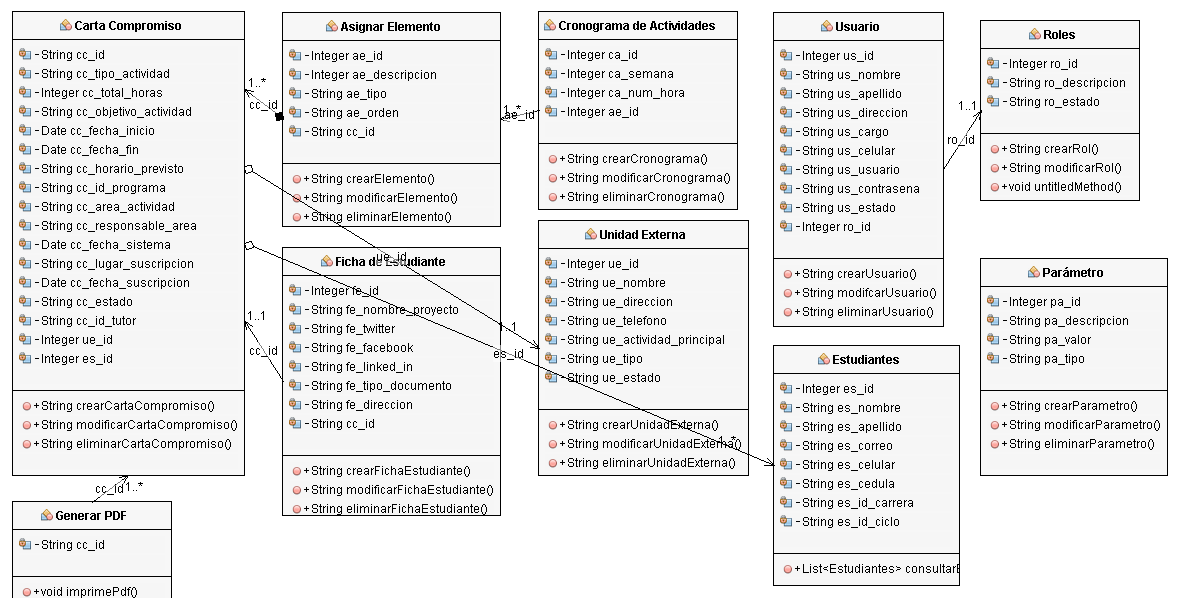 Carta Compromiso
-String cc_id
-String cc_tipo_actividad
-Integer cc_total_horas
-String cc_objetivo_actividad
-Date cc_fecha_inicio
-Date cc_fecha_fin
-String cc_horario_previsto
-String cc_id_programa
-String cc_area_actividad
-String cc_responsable_area
-Date cc_fecha_sistema
-String cc_lugar_suscripcion
-Date cc_fecha_suscripcion
-String cc_estado
-String cc_id_tutor
-Integer ue_id
-Integer es_id
+String crearCartaCompromiso()
+String modificarCartaCompromiso()
+String eliminarCartaCompromiso()
1..*
cc_id
Asignar Elemento
-Integer ae_id
-Integer ae_descripcion
-String ae_tipo
-String ae_orden
-String cc_id
+String crearElemento()
+String modificarElemento()
+String eliminarElemento()
1..*
ae_id
Cronograma de Actividades
-Integer ca_id
-Integer ca_semana
-Integer ca_num_hora
-Integer ae_id
+String crearCronograma()
+String modificarCronograma()
+String eliminarCronograma()
Usuario
-Integer us_id
-String us_nombre
-String us_apellido
-String us_direccion
-String us_cargo
-String us_celular
-String us_usuario
-String us_contrasena
-String us_estado
-Integer ro_id
+String crearUsuario()
+String modifcarUsuario()
+String eliminarUsuario()
1..1
ro_id
Roles
-Integer ro_id
-String ro_descripcion
-String ro_estado
+String crearRol()
+String modificarRol()
+void untitledMethod()
ue_id
1..1
Ficha de Estudiante
-Integer fe_id
-String fe_nombre_proyecto
-String fe_twitter
-String fe_facebook
-String fe_linked_in
-String fe_tipo_documento
-String fe_direccion
-String cc_id
+String crearFichaEstudiante()
+String modificarFichaEstudiante()
+String eliminarFichaEstudiante()
1..1
cc_id
Unidad Externa
-Integer ue_id
-String ue_nombre
-String ue_direccion
-String ue_telefono
-String ue_actividad_principal
-String ue_tipo
-String ue_estado
+String crearUnidadExterna()
+String modificarUnidadExterna()
+String eliminarUnidadExterna()
es_id
1..*
Estudiantes
-Integer es_id
-String es_nombre
-String es_apellido
-String es_correo
-String es_celular
-String es_cedula
-String es_id_carrera
-String es_id_ciclo
+List<Estudiantes> consultarE
Parámetro
-Integer pa_id
-String pa_descripcion
-String pa_valor
-String pa_tipo
+String crearParametro()
+String modificarParametro()
+String eliminarParametro()
cc_id 1..*
Generar PDF
-String cc_id
+void imprimePdf()